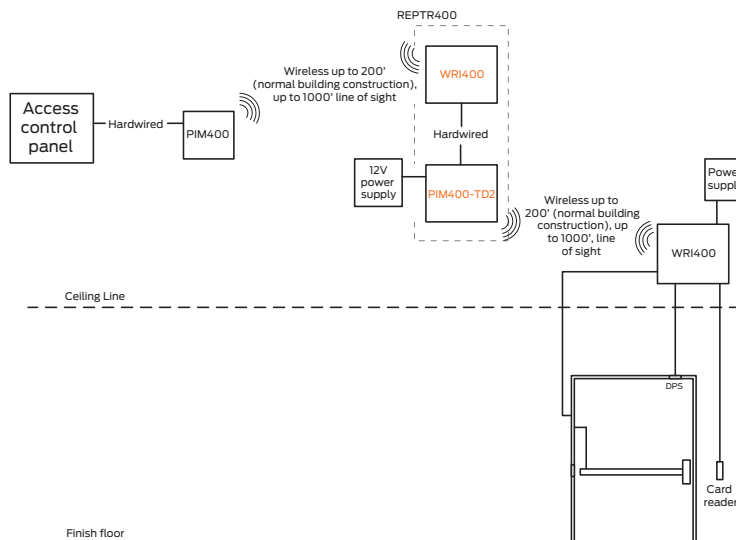 REPTR400
Wireless up to 200'
(normal building construction),
up to 1000' line of sight
WRI400
Access
control
panel
Hardwired
PIM400
Hardwired
12V
power
supply
PIM400-TD2
Wireless up to
200' (normal building
construction), up
to 1000', line
of sight
Power
supply
WRI400
Ceiling Line
DPS
Card
reader
Finish floor